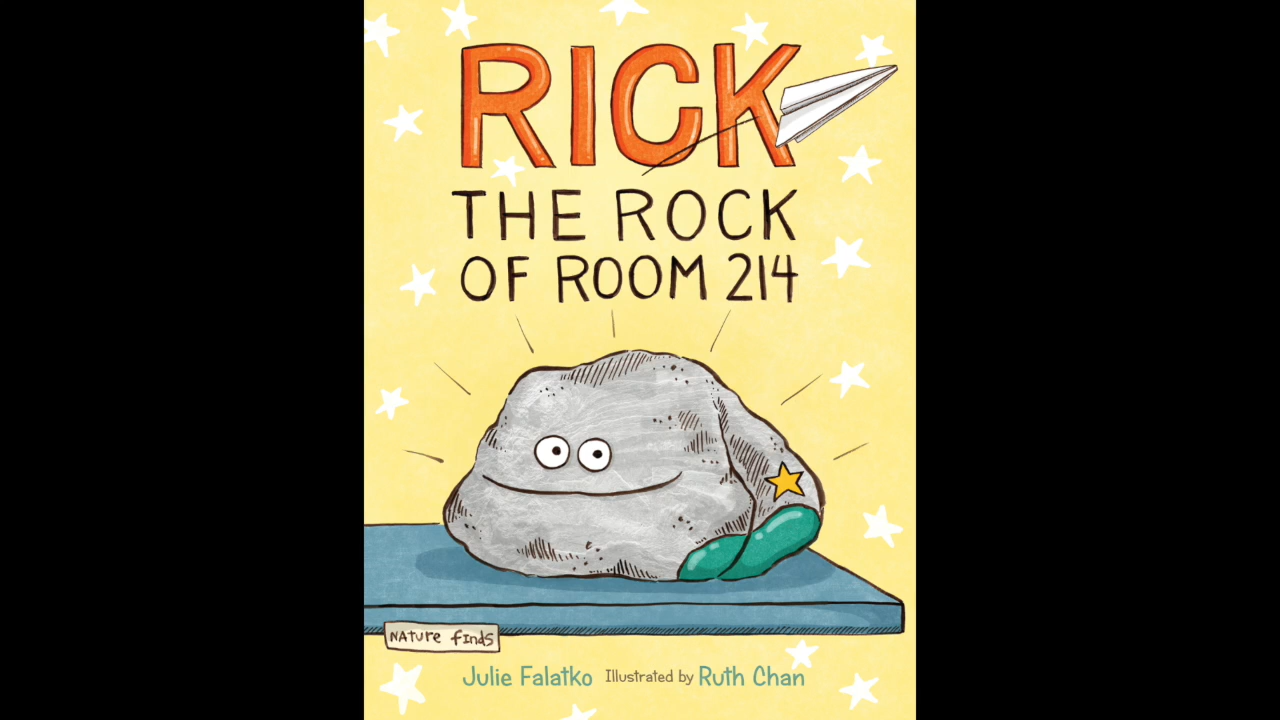 RICK
THE ROCK
OF ROOM 214
NATURE FINDS
Julie Falatko Illustrated by Ruth Chan